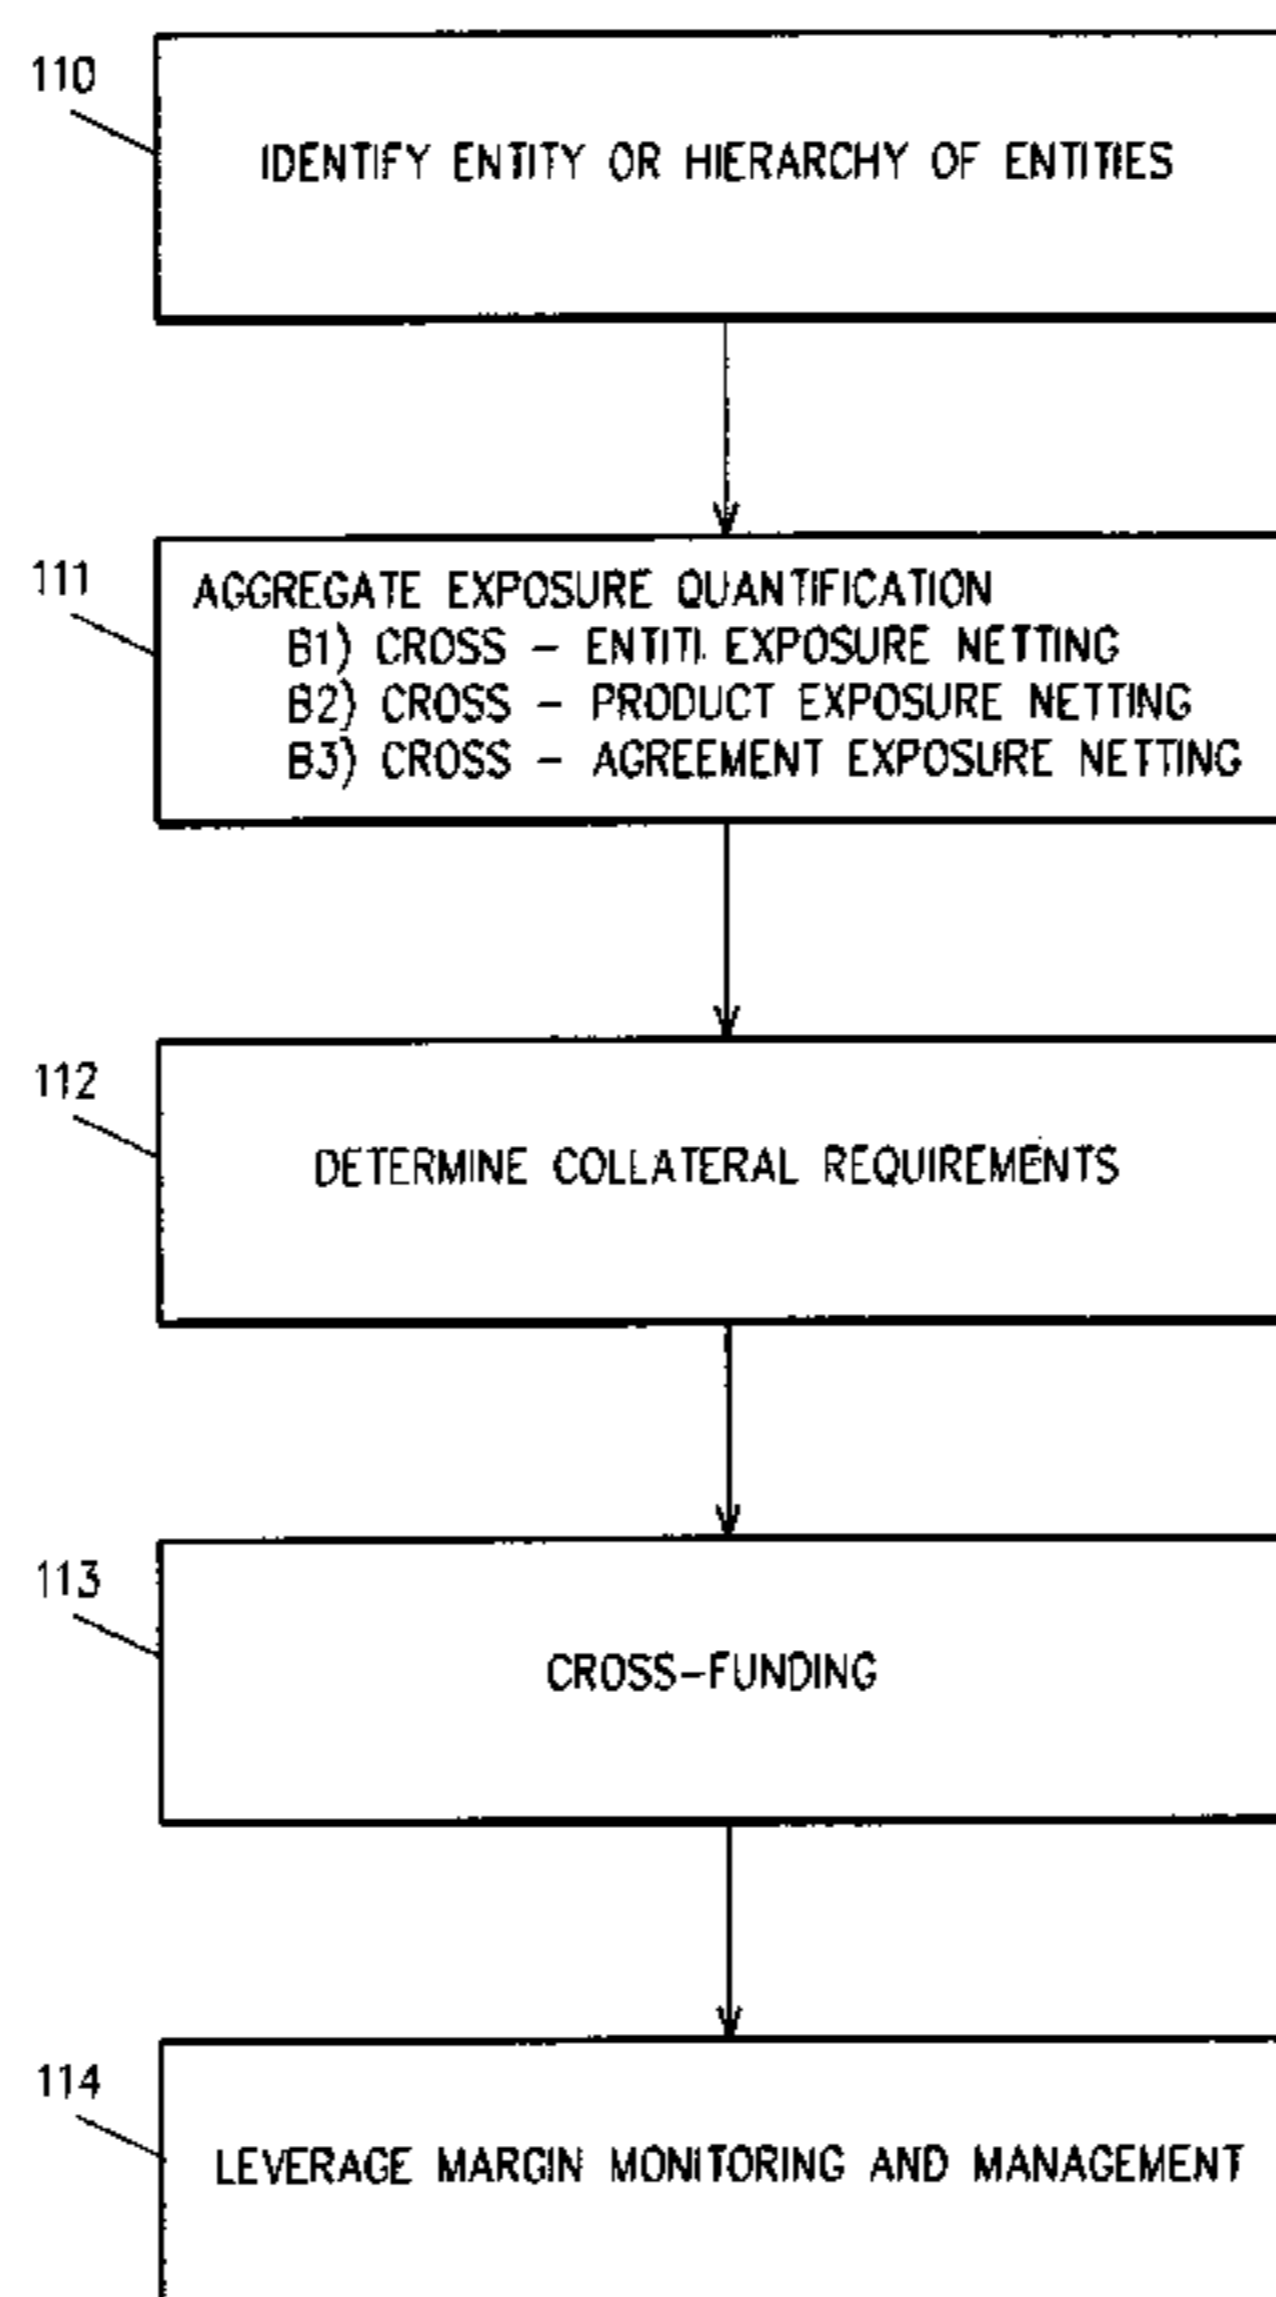 110
IDENTIFY ENTITY OR HIERARCHY OF ENTITIES
111
AGGREGATE EXPOSURE QUANTIFICATION
B1) CROSS - ENTITI EXPOSURE NETTING
B2) CROSS - PRODUCT EXPOSURE NETTING
B3) CROSS - AGREEMENT EXPOSURE NETTING
112
DETERMINE COLLATERAL REQUIREMENTS
113
CROSS-FUNDING
114
LEVERAGE MARGIN MONITORING AND MANAGEMENT